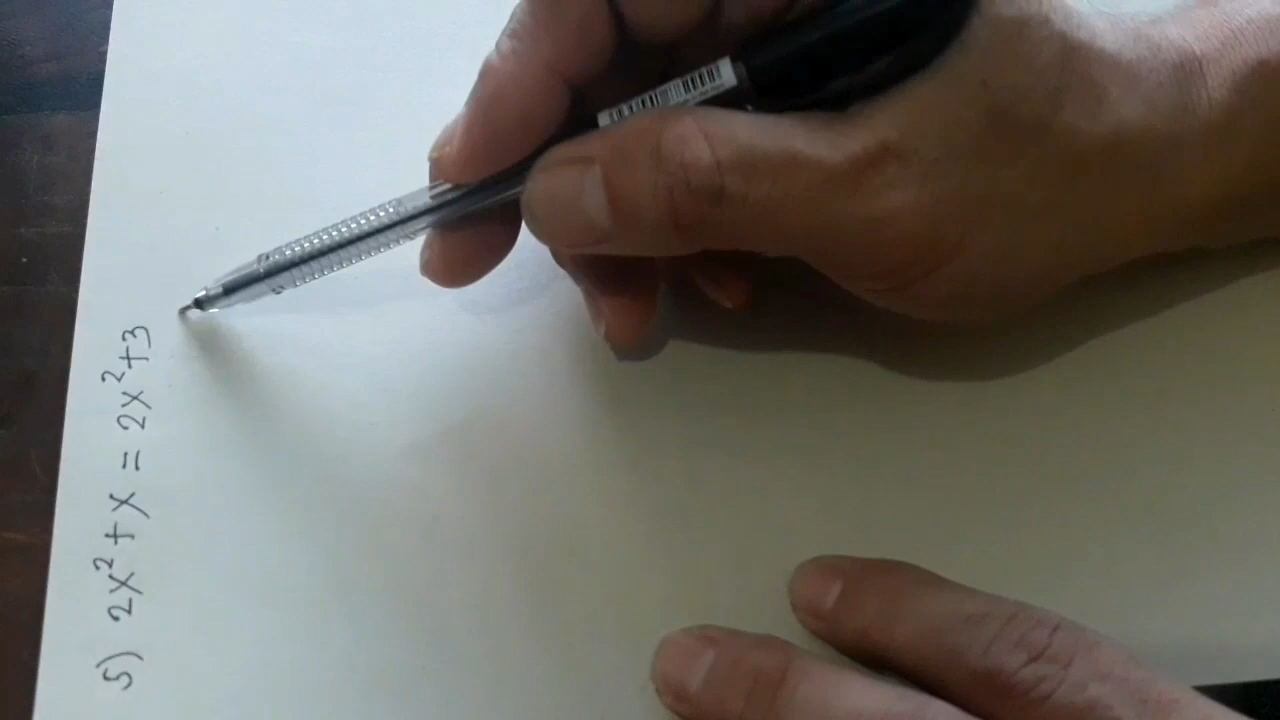 5) 2x²+x = 2x²+3